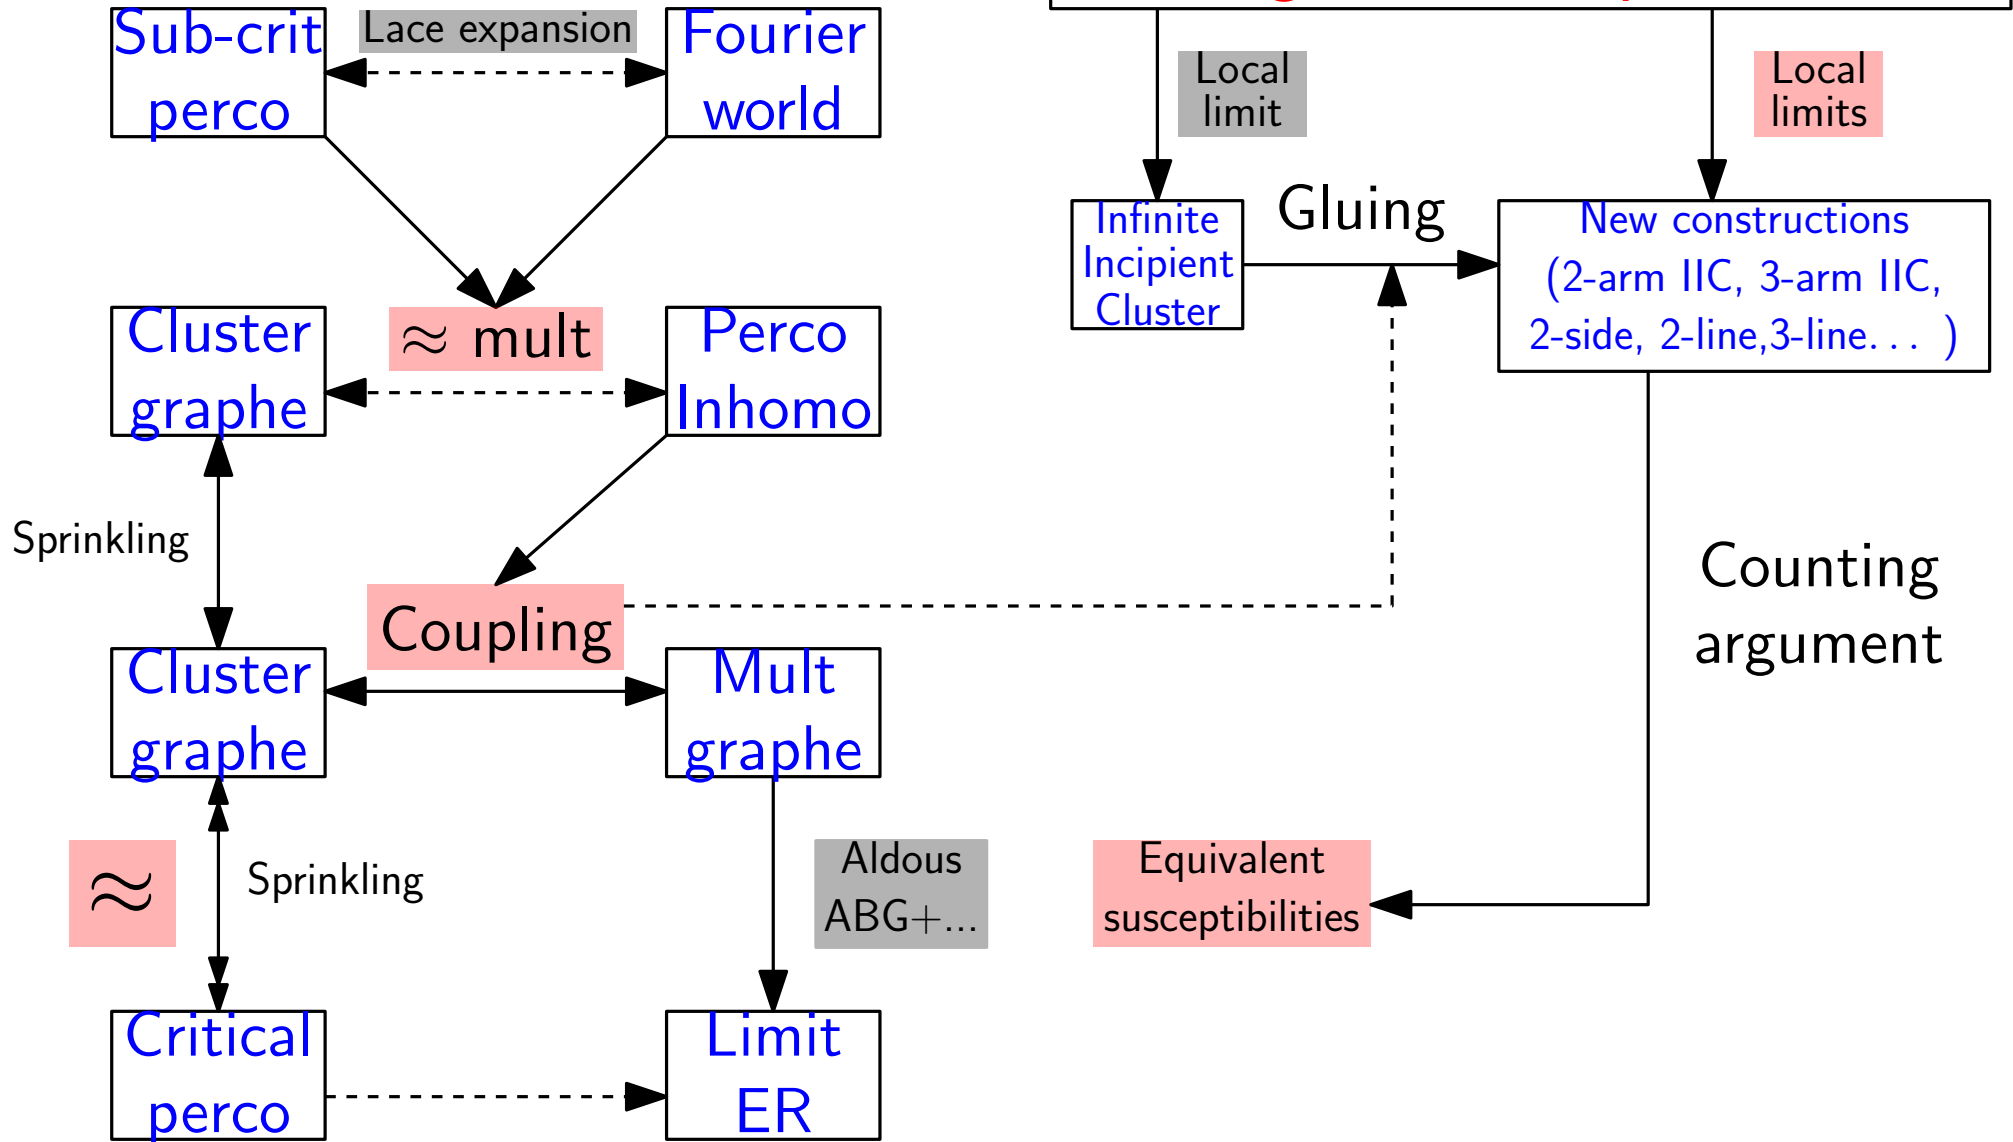 Sub-crit
perco
Lace expansion
Fourier
world
Local
limit
Local
limits
Infinite
Incipient
Cluster
Gluing
New constructions
(2-arm IIC, 3-arm IIC,
2-side, 2-line,3-line... )
Cluster
graphe
≈ mult
Perco
Inhomo
Sprinkling
Coupling
Counting
argument
Cluster
graphe
Mult
graphe
≈
Sprinkling
Aldous
ABG+...
Equivalent
susceptibilities
Critical
perco
Limit
ER